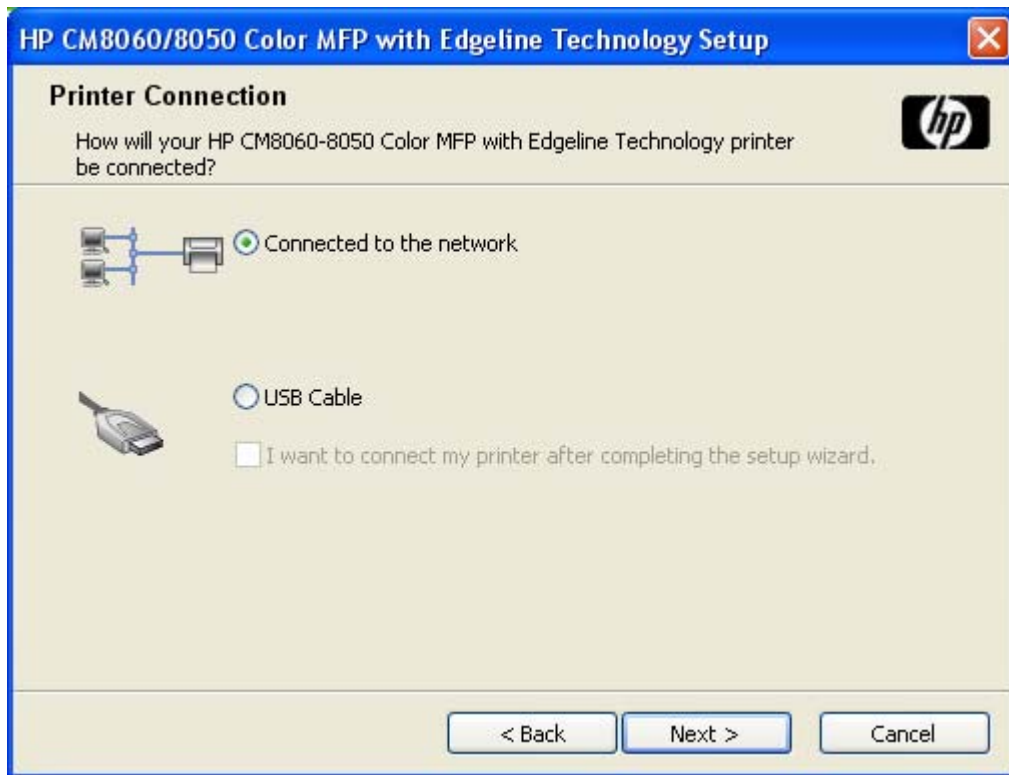 HP CM8060/8050 Color MFP with Edgeline Technology Setup
Printer Connection
hp
How will your HP CM8060-8050 Color MFP with Edgeline Technology printer
be connected?
Connected to the network
USB Cable
I want to connect my printer after completing the setup wizard.
< Back
Next >
Cancel